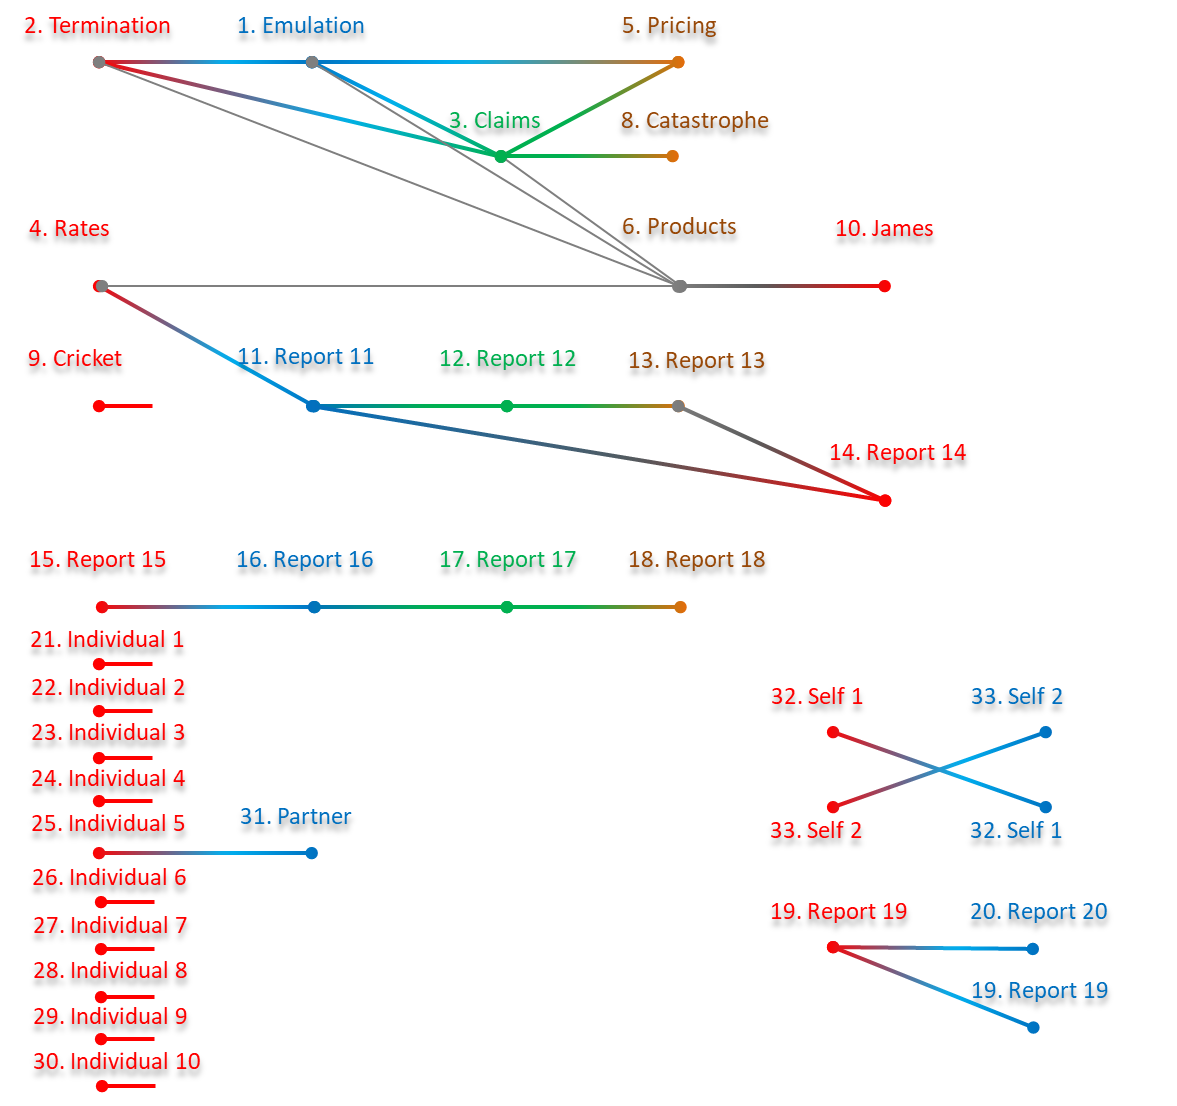 2. Termination
1. Emulation
5. Pricing
3. Claims
8. Catastrophe
4. Rates
6. Products
10. James
9. Cricket
11. Report 11
12. Report 12
13. Report 13
14. Report 14
15. Report 15
16. Report 16
17. Report 17
18. Report 18
21. Individual 1
22. Individual 2
23. Individual 3
24. Individual 4
25. Individual 5
31. Partner
26. Individual 6
27. Individual 7
28. Individual 8
29. Individual 9
30. Individual 10
32. Self 1
33. Self 2
33. Self 2
32. Self 1
19. Report 19
20. Report 20
19. Report 19